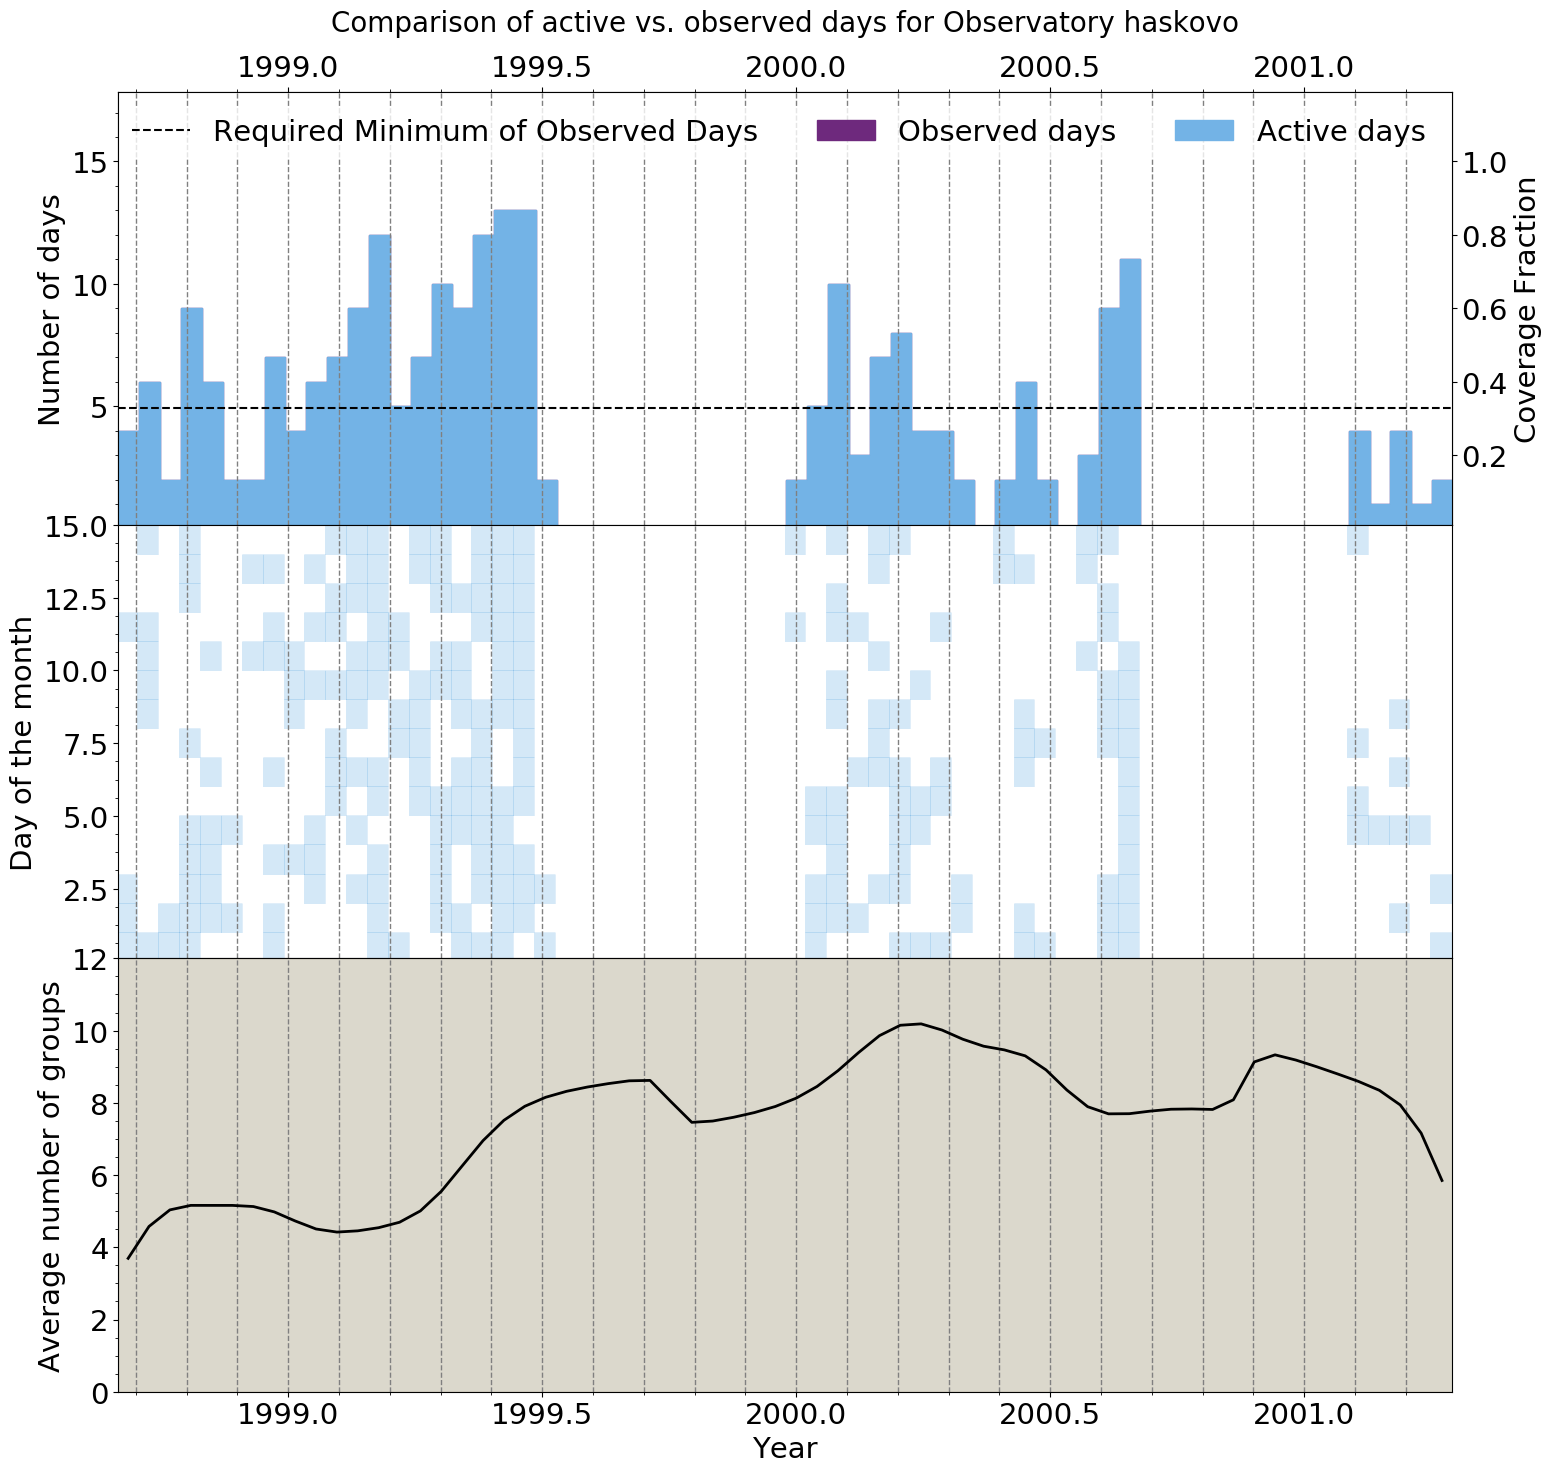 Comparison of active vs. observed days for Observatory haskovo
1999.0 1999.5 2000.0 2000.5 2001.0
Required Minimum of Observed Days Observed days Active days
Number of days
15
10
5
Coverage Fraction
1.0
0.8
0.6
0.4
0.2
Day of the month
15.0
12.5
10.0
7.5
5.0
2.5
Average number of groups
12
10
8
6
4
2
0
1999.0 1999.5 2000.0 2000.5 2001.0
Year